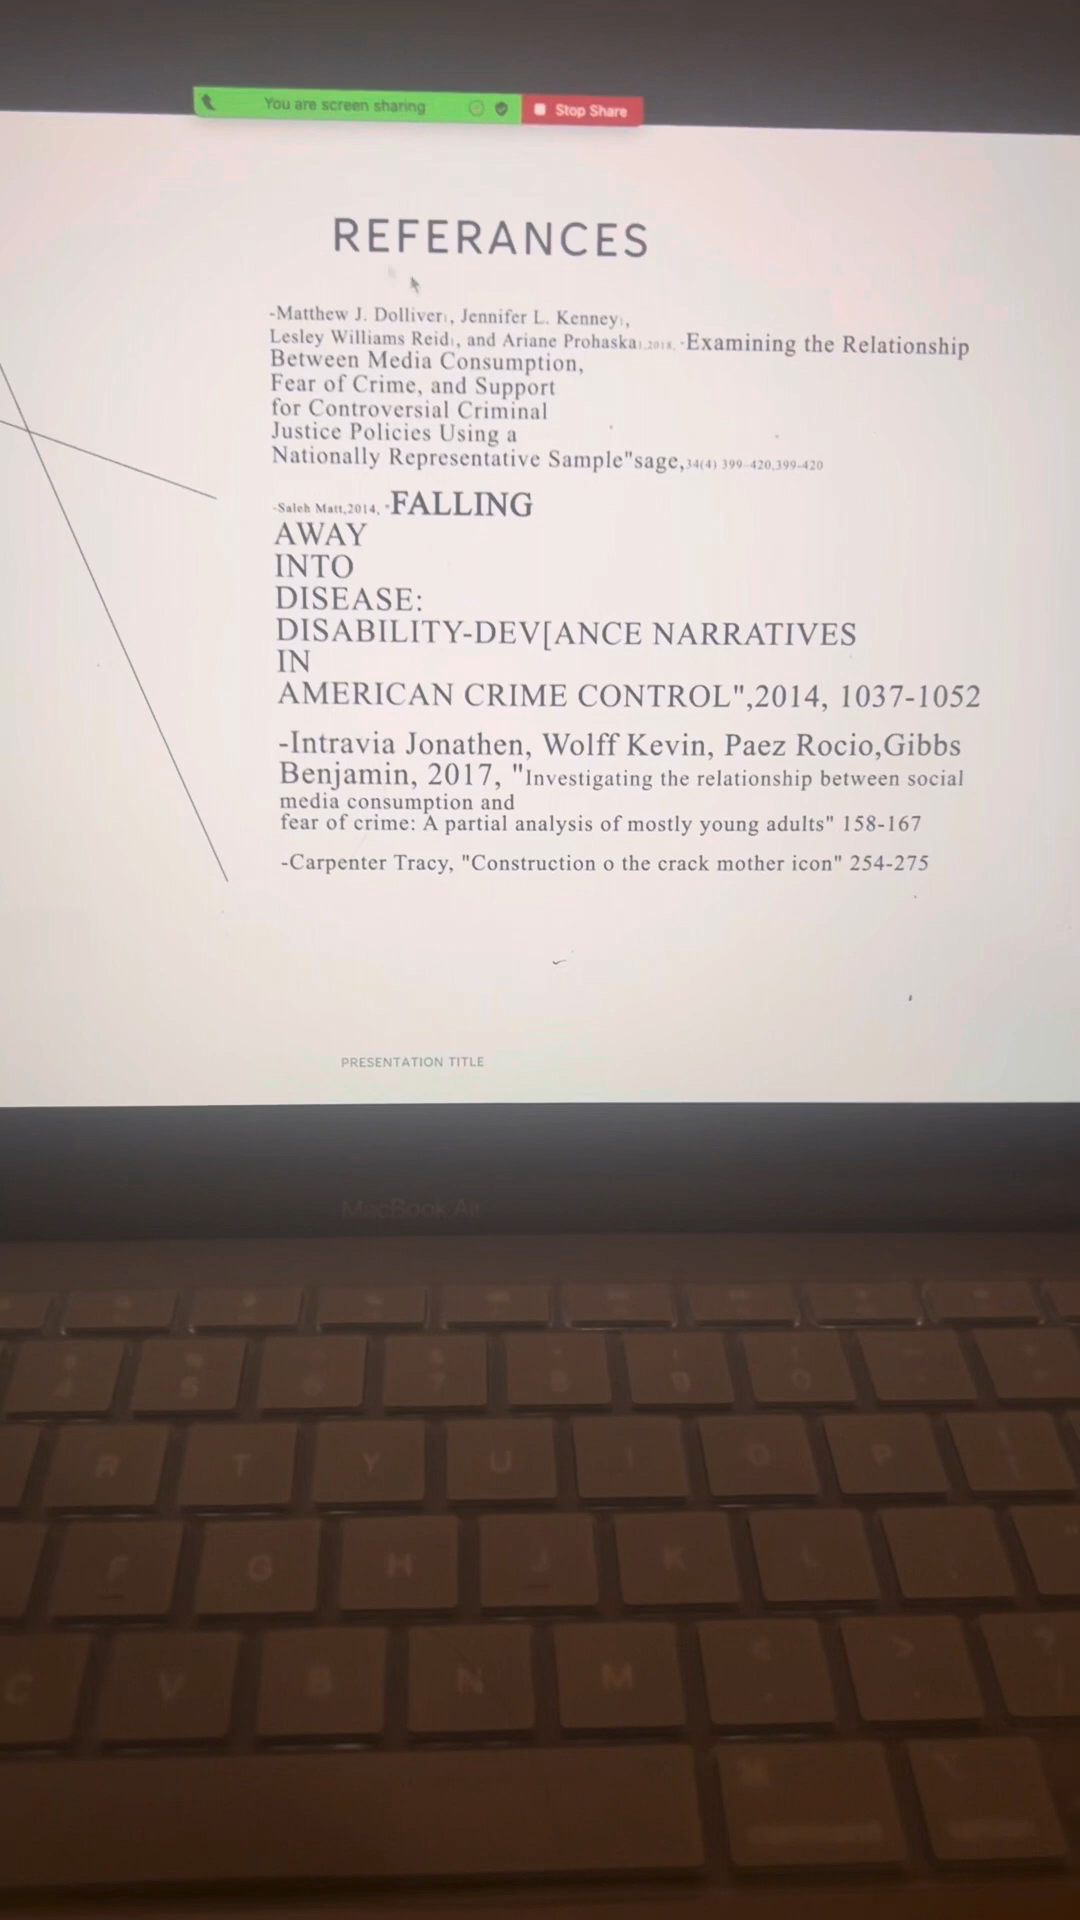 You are screen sharing
Stop Share
REFERANCES
-Matthew J. Dolliver1, Jennifer L. Kenney1,
Lesley Williams Reid1, and Ariane Prohaska1,2018, "Examining the Relationship
Between Media Consumption,
Fear of Crime, and Support
for Controversial Criminal
Justice Policies Using a
Nationally Representative Sample"sage,34(4) 399–420,399-420
-Saleh Matt,2014, "FALLING
AWAY
INTO
DISEASE:
DISABILITY-DEV[ANCE NARRATIVES
IN
AMERICAN CRIME CONTROL",2014, 1037-1052
-Intravia Jonathen, Wolff Kevin, Paez Rocio,Gibbs
Benjamin, 2017, "Investigating the relationship between social
media consumption and
fear of crime: A partial analysis of mostly young adults" 158-167
-Carpenter Tracy, "Construction o the crack mother icon" 254-275
PRESENTATION TITLE
MacBook Air
R T Y U I O P
F G H J K L
C V B N M